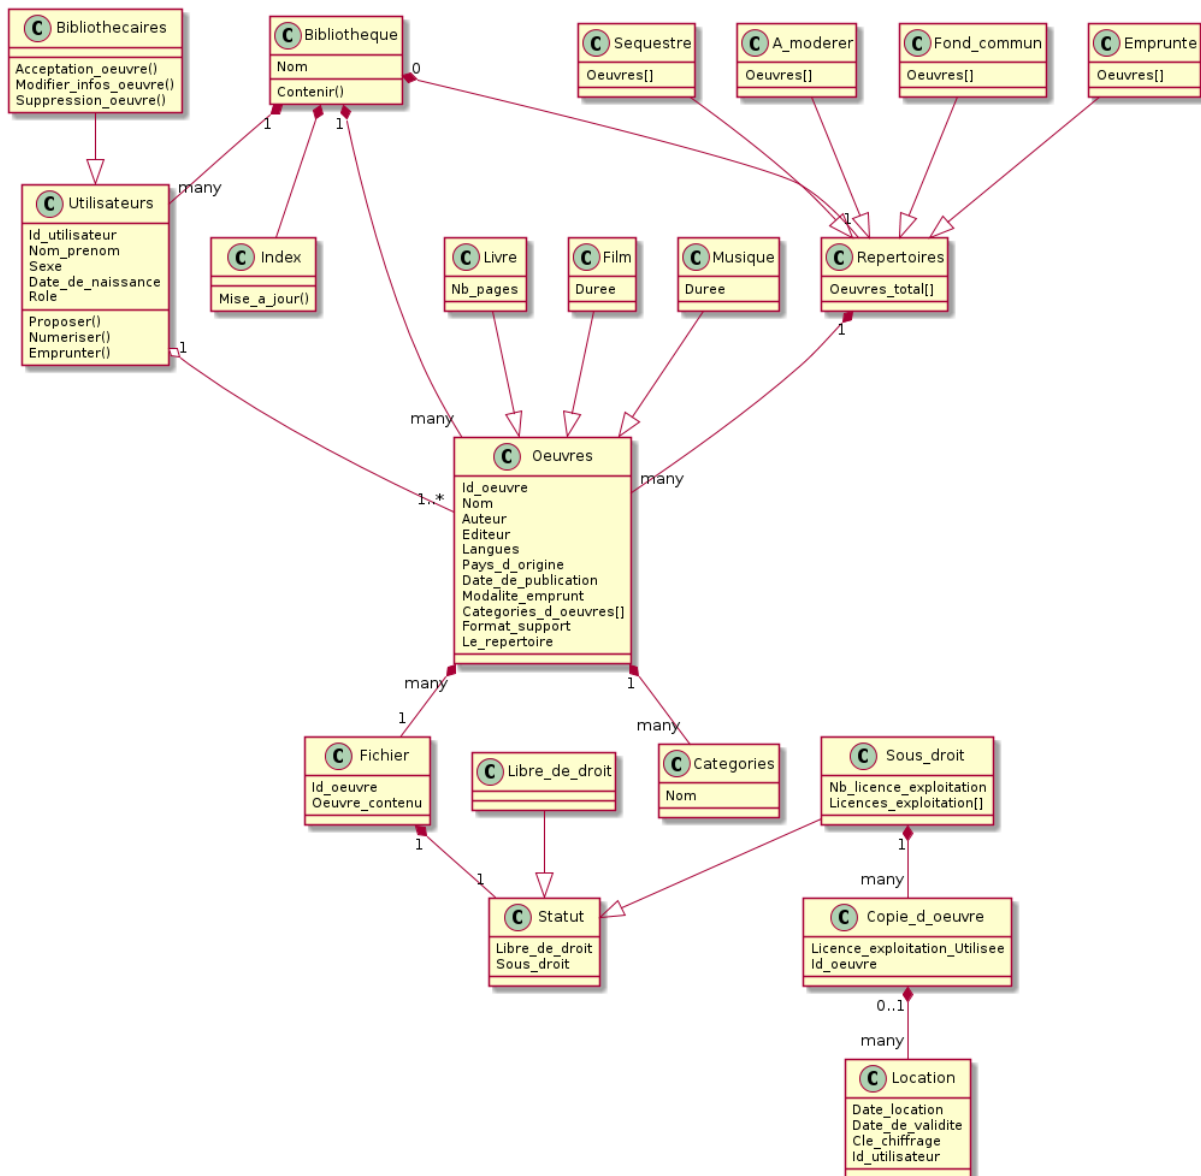 C Bibliothecaires
Acceptation_oeuvre()
Modifier_infos_oeuvre()
Suppression_oeuvre()
C Bibliotheque
Nom
Contenir()
C Sequestre
Oeuvres[]
C A_moderer
Oeuvres[]
C Fond_commun
Oeuvres[]
C Emprunte
Oeuvres[]
0
1
1
many
1
C Utilisateurs
Id_utilisateur
Nom_prenom
Sexe
Date_de_naissance
Role
Proposer()
Numeriser()
Emprunter()
C Index
Mise_a_jour()
C Livre
Nb_pages
C Film
Duree
C Musique
Duree
C Repertoires
Oeuvres_total[]
1
1
many
many
1..*
C Oeuvres
Id_oeuvre
Nom
Auteur
Editeur
Langues
Pays_d_origine
Date_de_publication
Modalite_emprunt
Categories_d_oeuvres[]
Format_support
Le_repertoire
many
1
1
many
C Fichier
Id_oeuvre
Oeuvre_contenu
C Libre_de_droit
C Categories
Nom
C Sous_droit
Nb_licence_exploitation
Licences_exploitation[]
1
1
1
many
C Statut
Libre_de_droit
Sous_droit
C Copie_d_oeuvre
Licence_exploitation_Utilisee
Id_oeuvre
0..1
many
C Location
Date_location
Date_de_validite
Cle_chiffrage
Id_utilisateur